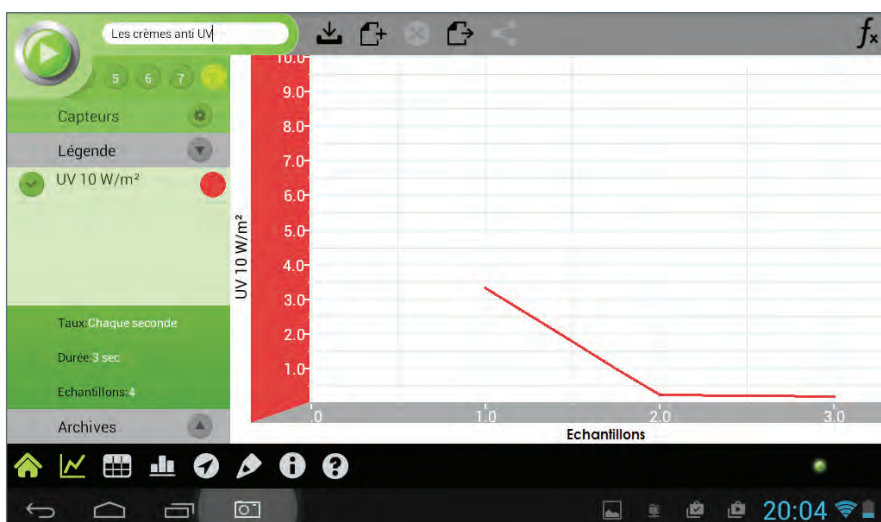 Les crèmes anti UV
5 6 7 8
Capteurs
Légende
UV 10 W/m²
Taux:Chaque seconde
Durée:3 sec
Echantillons:4
Archives
fx
UV 10 W/m²
10.0
9.0
8.0
7.0
6.0
5.0
4.0
3.0
2.0
1.0
.0 1.0 2.0 3.0
Echantillons
20:04